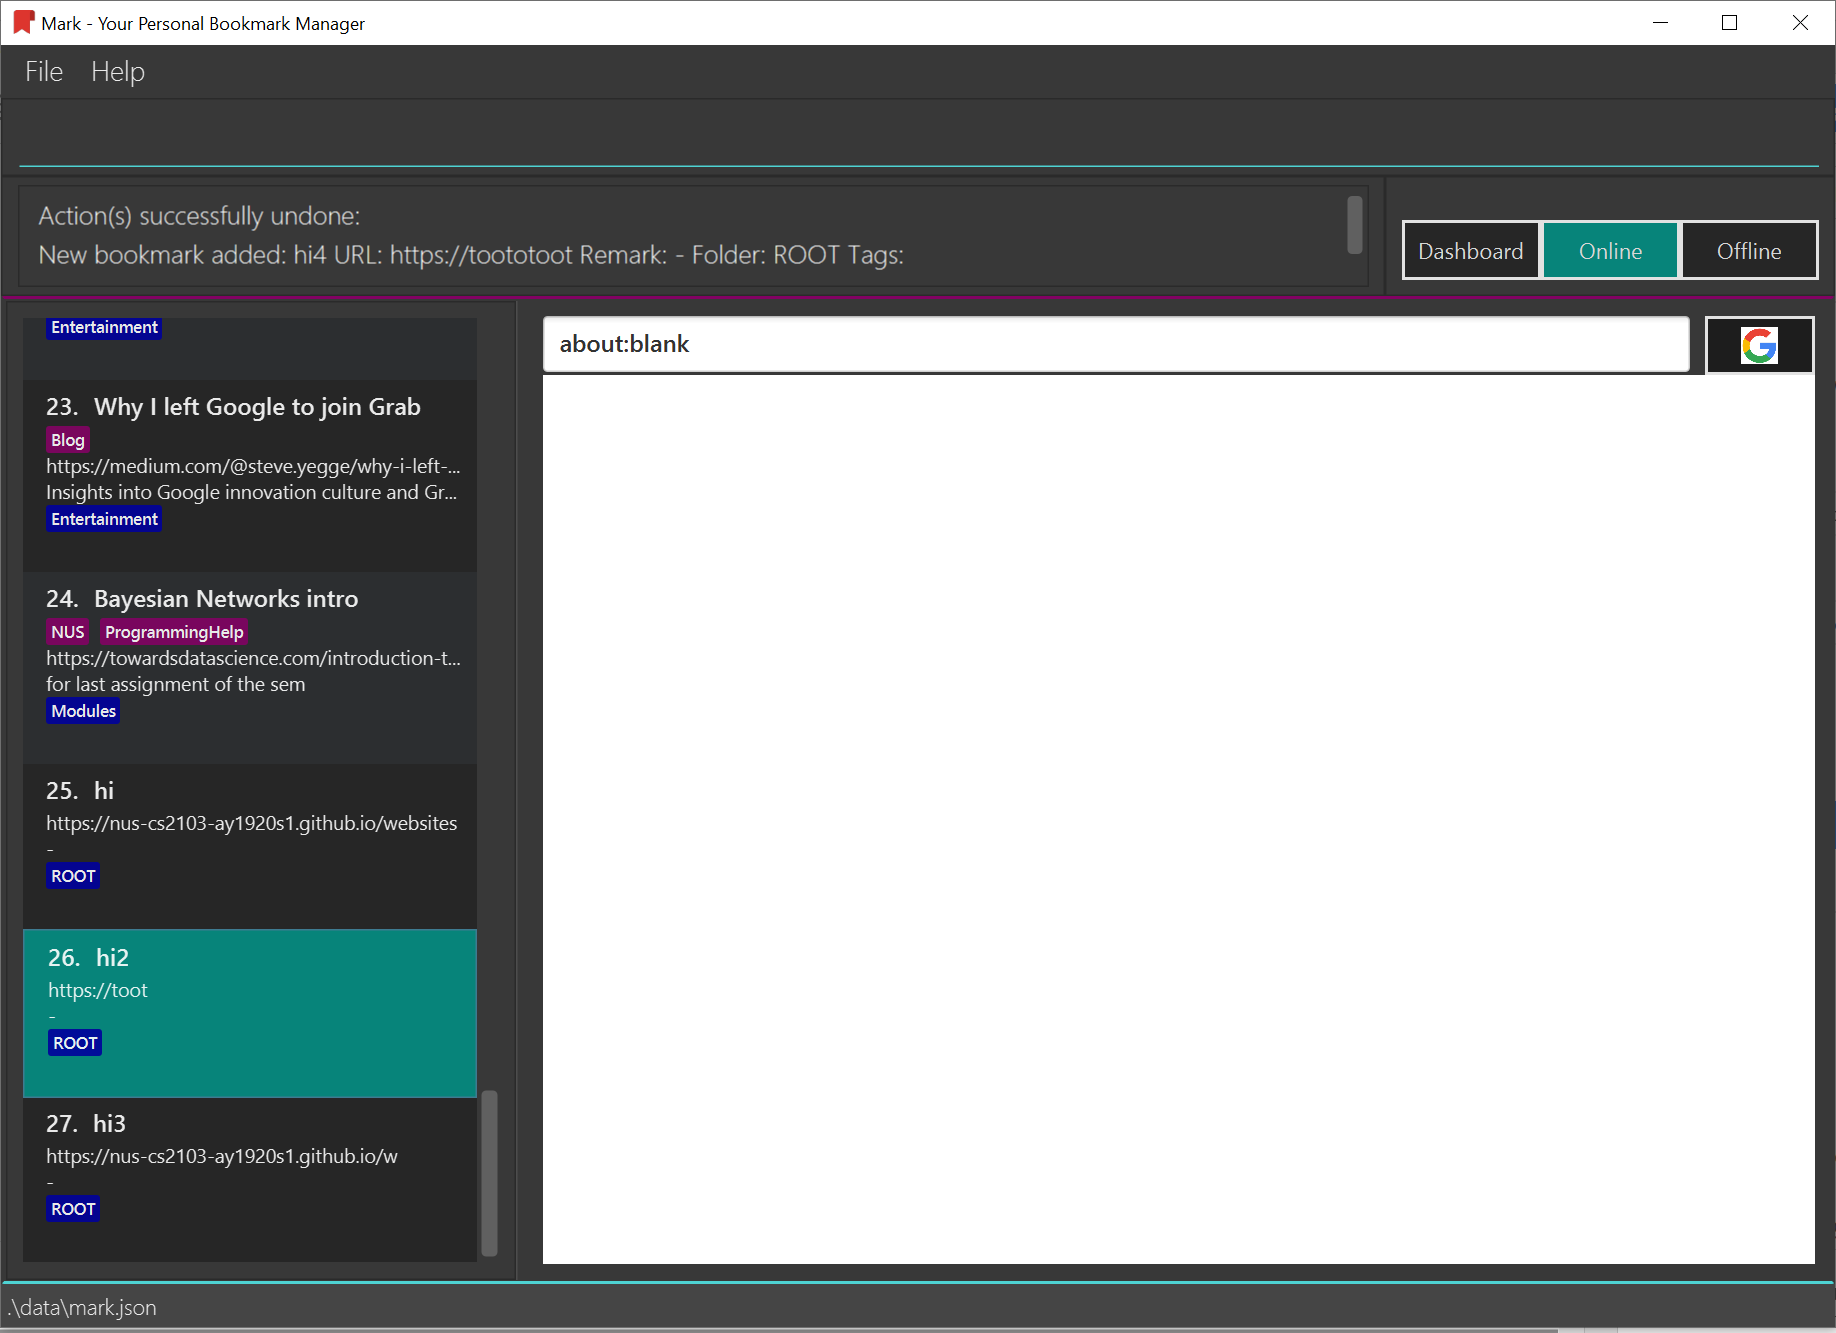 Mark - Your Personal Bookmark Manager
File Help
Action(s) successfully undone:
New bookmark added: hi4 URL: https://toototoot Remark: - Folder: ROOT Tags:
Dashboard Online Offline
Entertainment
about:blank
23. Why I left Google to join Grab
Blog
https://medium.com/@steve.yegge/why-i-left-...
Insights into Google innovation culture and Gr...
Entertainment
24. Bayesian Networks intro
NUS ProgrammingHelp
https://towardsdatascience.com/introduction-t...
for last assignment of the sem
Modules
25. hi
https://nus-cs2103-ay1920s1.github.io/websites
-
ROOT
26. hi2
https://toot
-
ROOT
27. hi3
https://nus-cs2103-ay1920s1.github.io/w
-
ROOT
.\data\mark.json